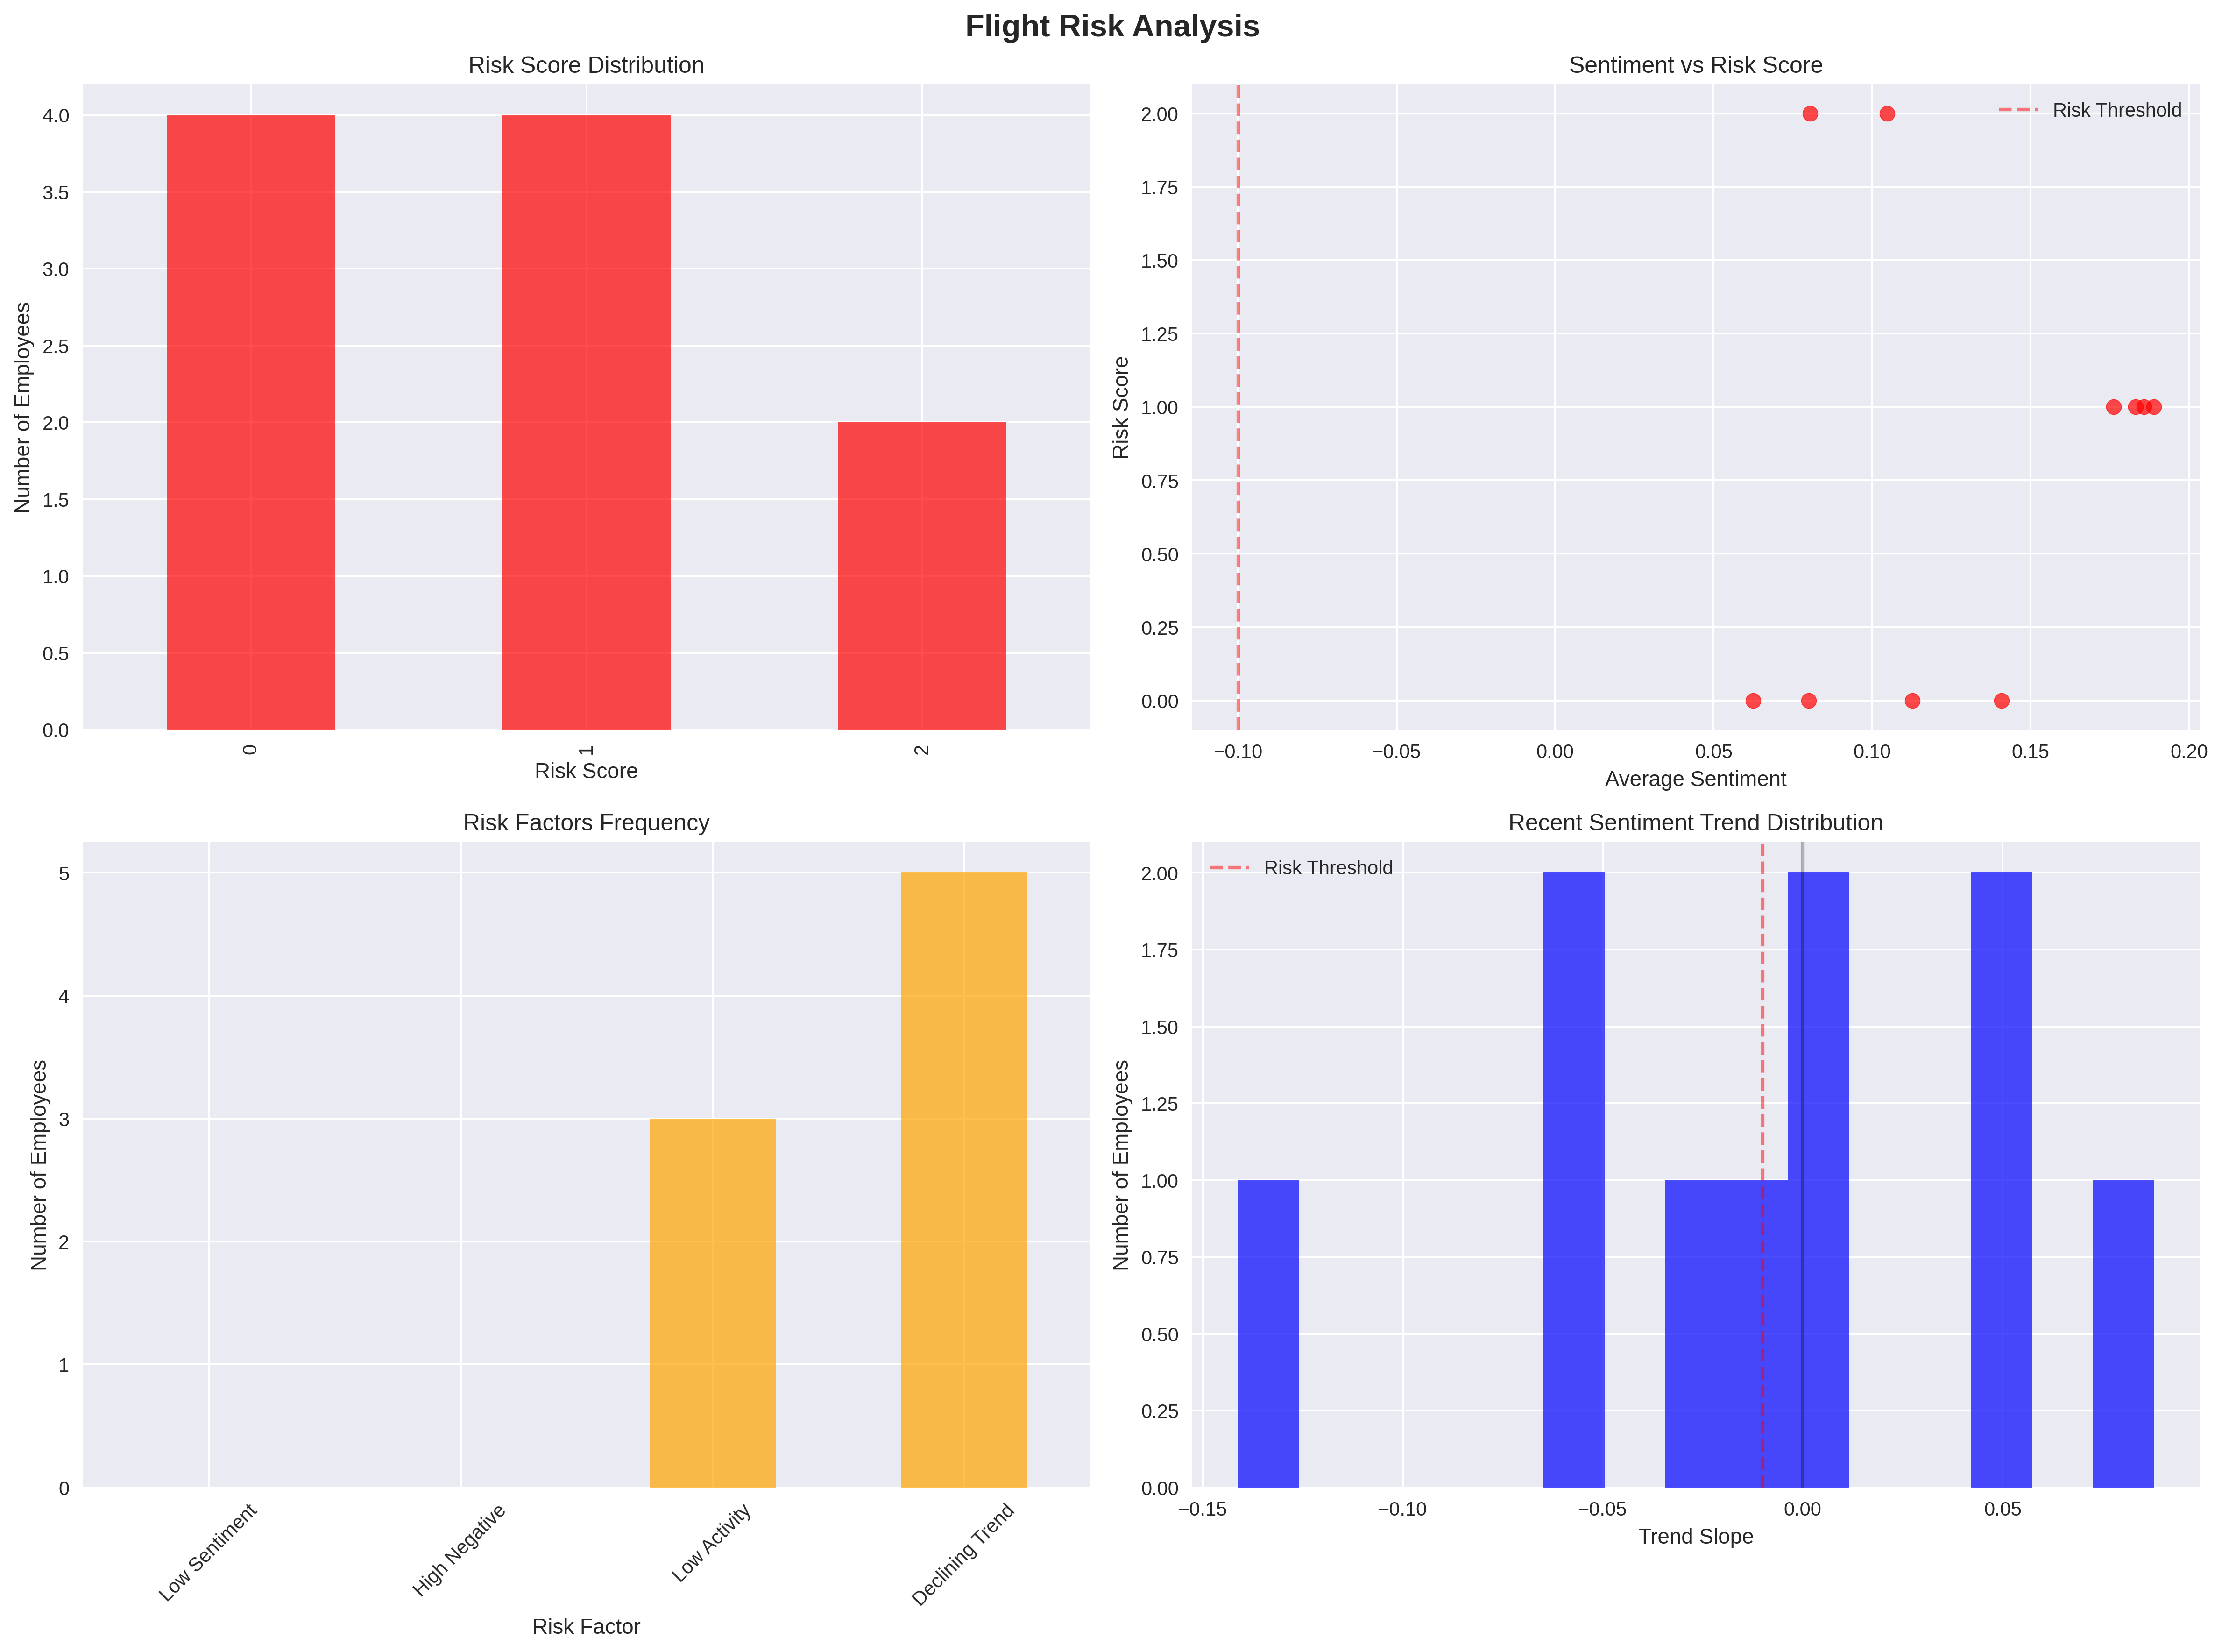 Flight Risk Analysis
Risk Score Distribution
Number of Employees
4.0
3.5
3.0
2.5
2.0
1.5
1.0
0.5
0.0
0
1
2
Risk Score
Sentiment vs Risk Score
Risk Score
2.00
1.75
1.50
1.25
1.00
0.75
0.50
0.25
0.00
Risk Threshold
−0.10 −0.05 0.00 0.05 0.10 0.15 0.20
Average Sentiment
Risk Factors Frequency
Number of Employees
5
4
3
2
1
0
Low Sentiment
High Negative
Low Activity
Declining Trend
Risk Factor
Recent Sentiment Trend Distribution
Number of Employees
2.00
1.75
1.50
1.25
1.00
0.75
0.50
0.25
0.00
Risk Threshold
−0.15 −0.10 −0.05 0.00 0.05
Trend Slope